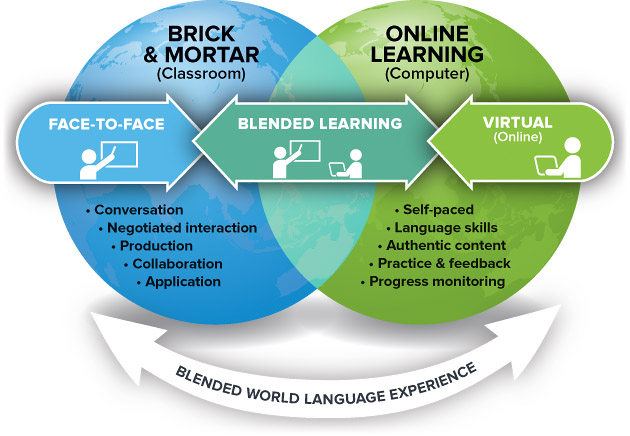 BRICK
& MORTAR
(Classroom)
ONLINE
LEARNING
(Computer)
FACE-TO-FACE
BLENDED LEARNING
VIRTUAL
(Online)
• Conversation
• Negotiated interaction
• Production
• Collaboration
• Application
• Self-paced
• Language skills
• Authentic content
• Practice & feedback
• Progress monitoring
BLENDED WORLD LANGUAGE EXPERIENCE